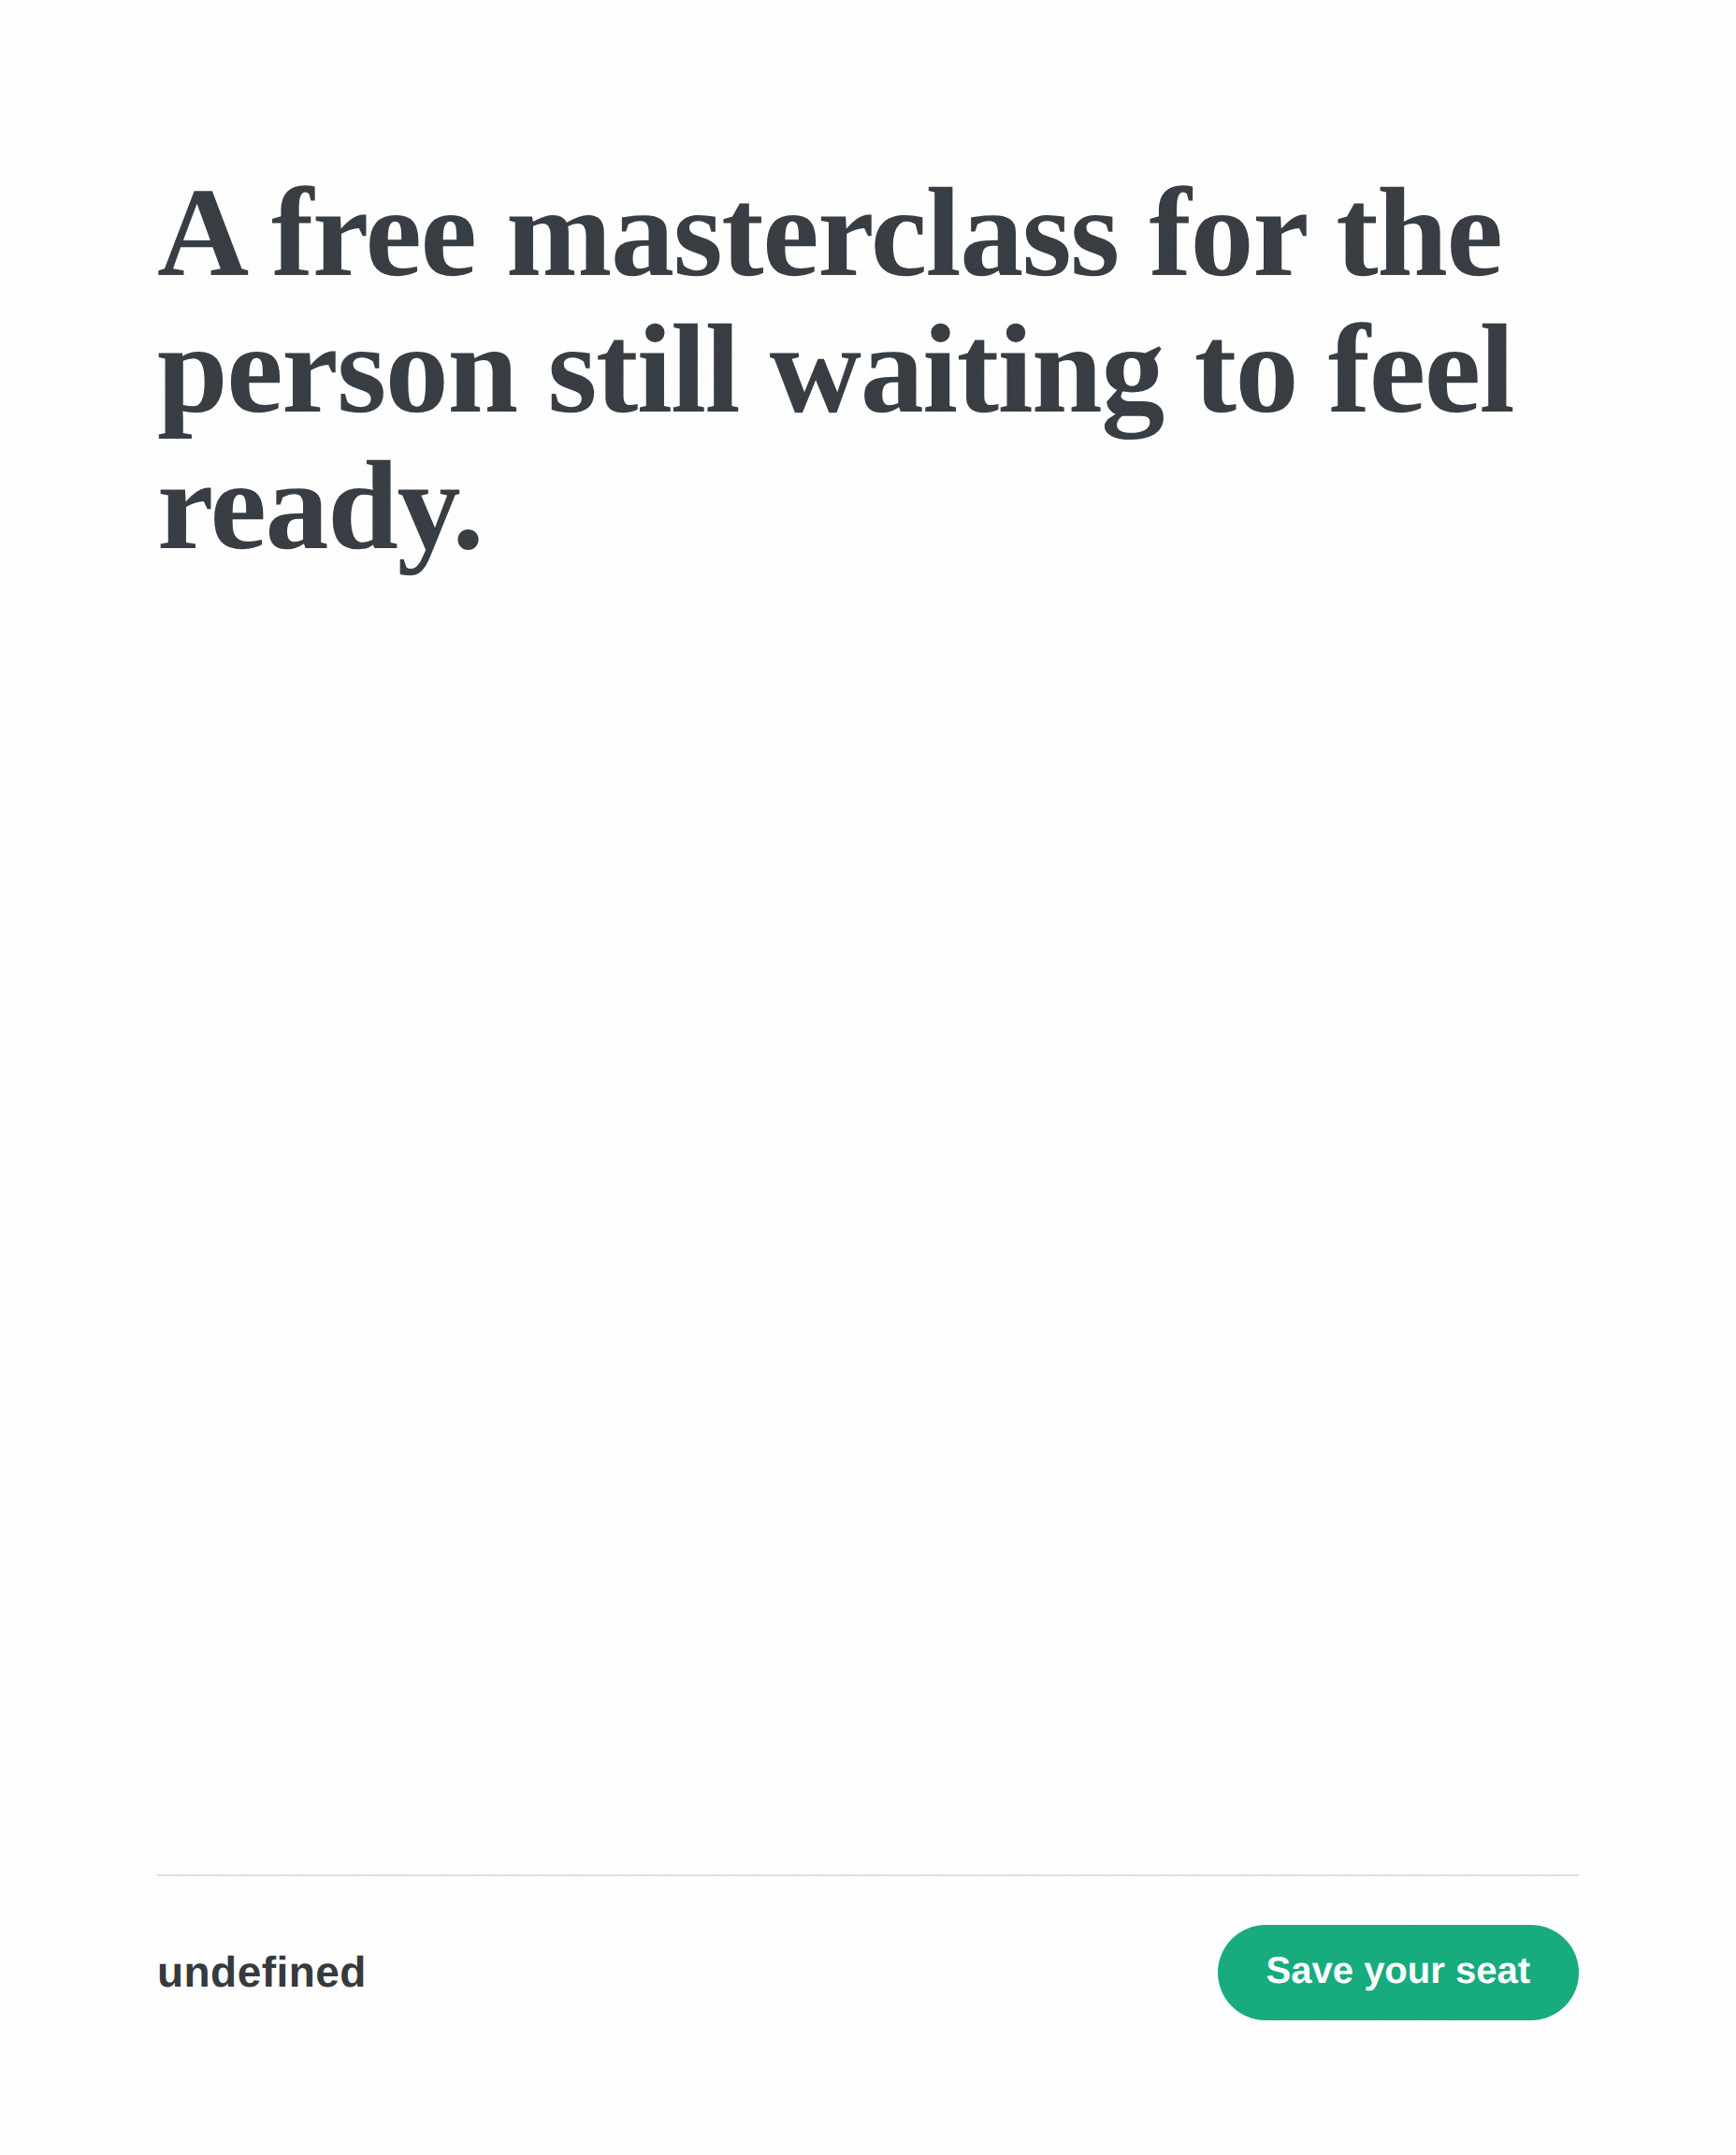 A free masterclass for the
person still waiting to feel
ready.
undefined
Save your seat